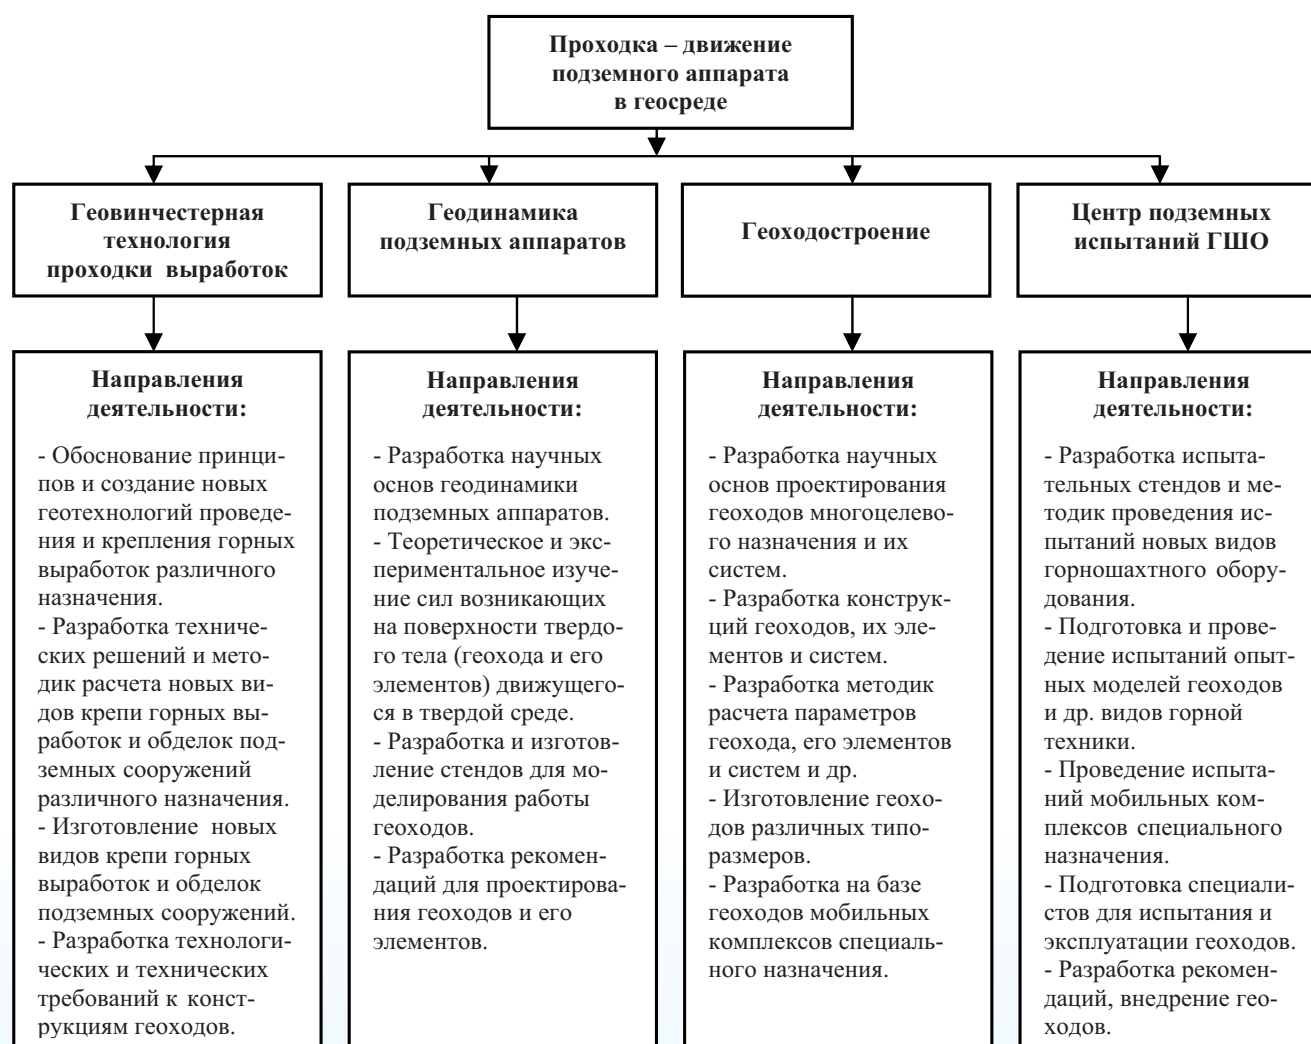 Проходка – движение
подземного аппарата
в геосреде
Геовинчестерная
технология
проходки выработок
Геодинамика
подземных аппаратов
Геоходостроение
Центр подземных
испытаний ГШО
Направления
деятельности:
- Обоснование принци-
пов и создание новых
геотехнологий проведе-
ния и крепления горных
выработок различного
назначения.
- Разработка техниче-
ских решений и мето-
дик расчета новых ви-
дов крепи горных вы-
работок и обделок под-
земных сооружений
различного назначения.
- Изготовление новых
видов крепи горных
выработок и обделок
подземных сооружений.
- Разработка технологи-
ческих и технических
требований к конст-
рукциям геоходов.
Направления
деятельности:
- Разработка научных
основ геодинамики
подземных аппаратов.
- Теоретическое и экс-
периментальное изуче-
ние сил возникающих
на поверхности твердо-
го тела (геохода и его
элементов) движущего-
ся в твердой среде.
- Разработка и изготов-
ление стендов для мо-
делирования работы
геоходов.
- Разработка рекомен-
даций для проектирова-
ния геоходов и его
элементов.
Направления
деятельности:
- Разработка научных
основ проектирования
геоходов многоцелево-
го назначения и их
систем.
- Разработка конструк-
ций геоходов, их эле-
ментов и систем.
- Разработка методик
расчета параметров
геохода, его элементов
и систем и др.
- Изготовление геохо-
дов различных типо-
размеров.
- Разработка на базе
геоходов мобильных
комплексов специаль-
ного назначения.
Направления
деятельности:
- Разработка испыта-
тельных стендов и ме-
тодик проведения ис-
пытаний новых видов
горношахтного обору-
дования.
- Подготовка и прове-
дение испытаний опыт-
ных моделей геоходов
и др. видов горной
техники.
- Проведение испыта-
ний мобильных ком-
плексов специального
назначения.
- Подготовка специали-
стов для испытания и
эксплуатации геоходов.
- Разработка рекомен-
даций, внедрение гео-
ходов.